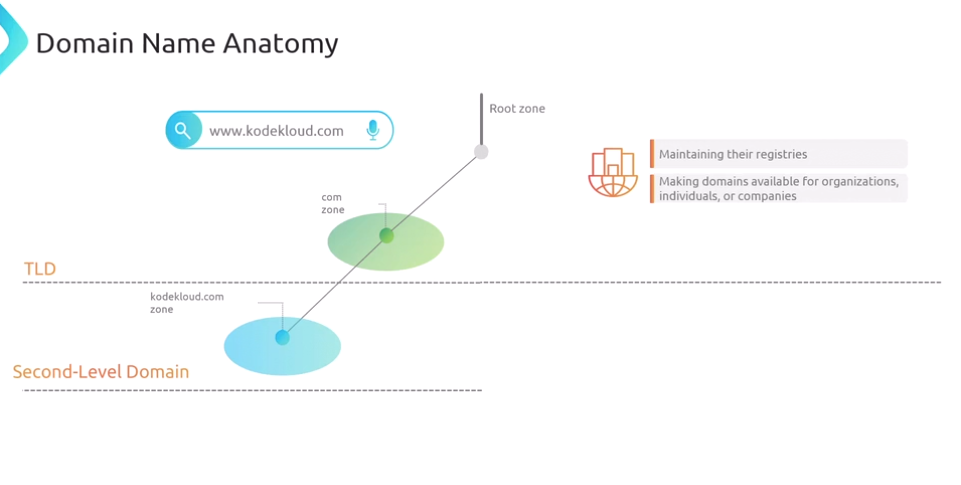 Domain Name Anatomy
www.kodekloud.com
Root zone
Maintaining their registries
Making domains available for organizations,
individuals, or companies
com
zone
TLD
kodekloud.com
zone
Second-Level Domain